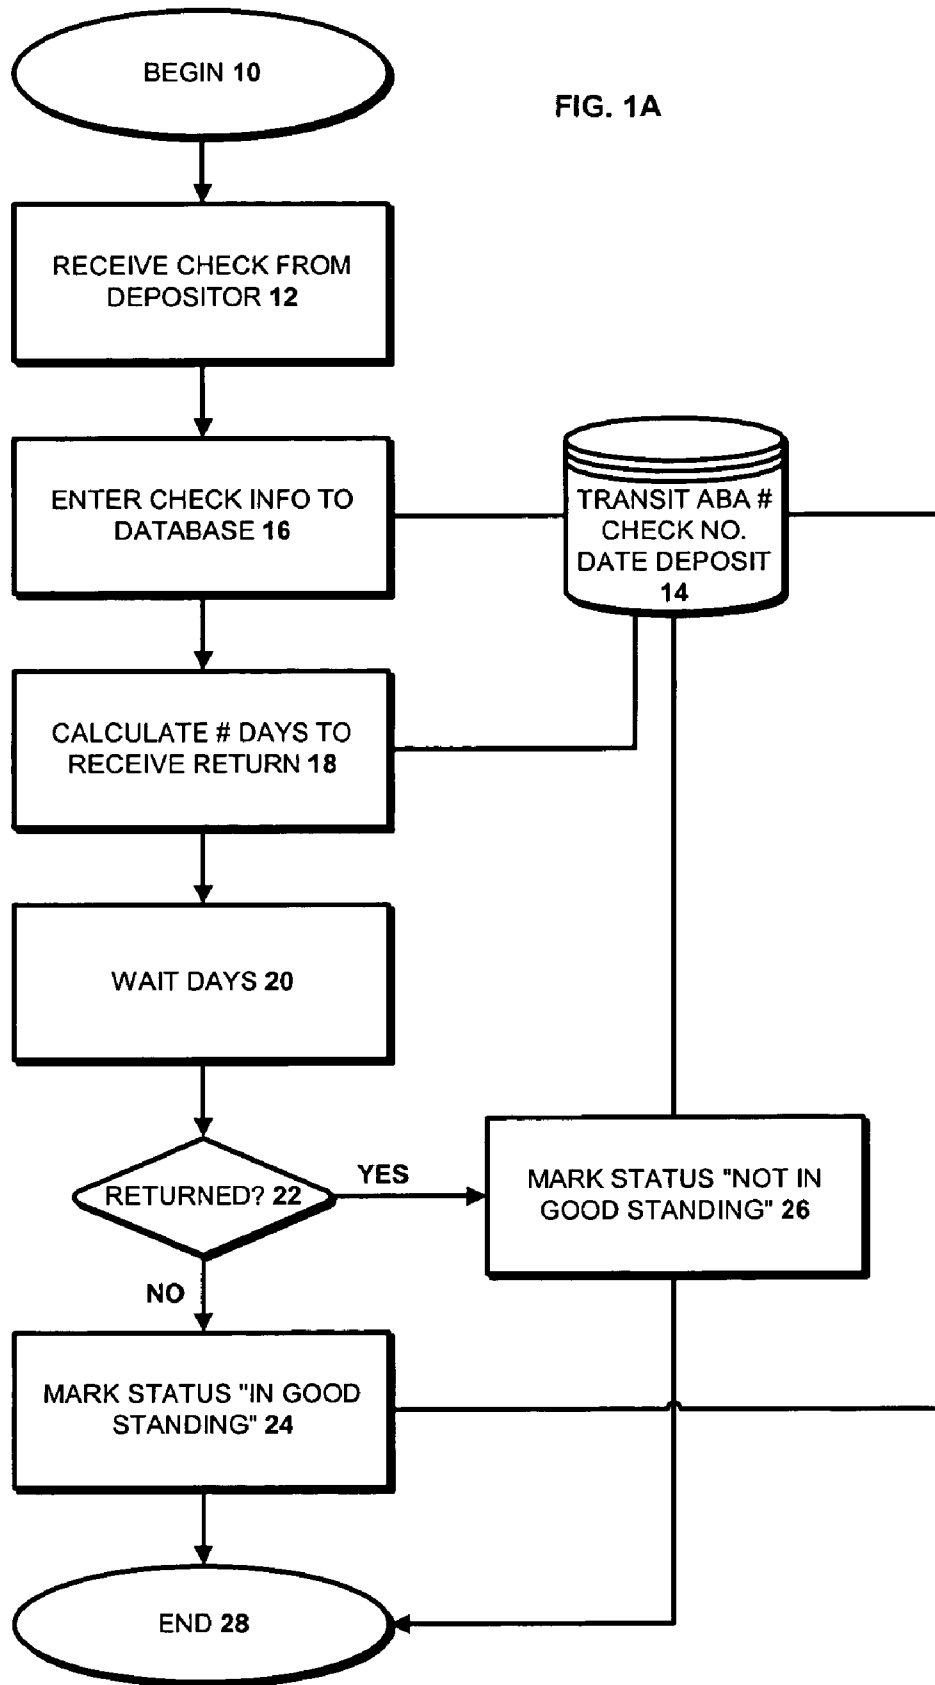 BEGIN 10
FIG. 1A
RECEIVE CHECK FROM
DEPOSITOR 12
ENTER CHECK INFO TO
DATABASE 16
TRANSIT ABA #
CHECK NO.
DATE DEPOSIT
14
CALCULATE # DAYS TO
RECEIVE RETURN 18
WAIT DAYS 20
RETURNED? 22
YES
MARK STATUS "NOT IN
GOOD STANDING" 26
NO
MARK STATUS "IN GOOD
STANDING" 24
END 28